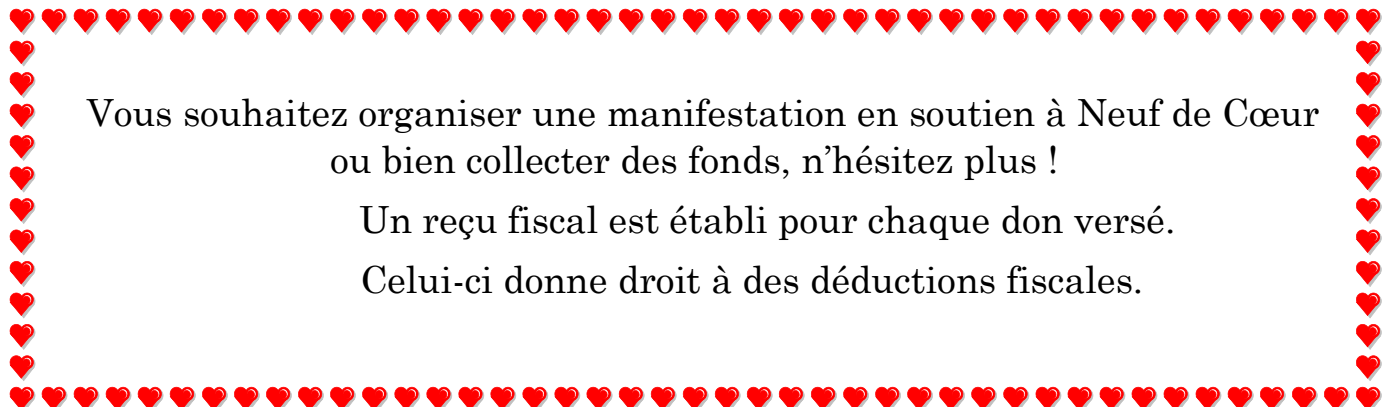 Vous souhaitez organiser une manifestation en soutien à Neuf de Cœur
ou bien collecter des fonds, n’hésitez plus !
Un reçu fiscal est établi pour chaque don versé.
Celui-ci donne droit à des déductions fiscales.